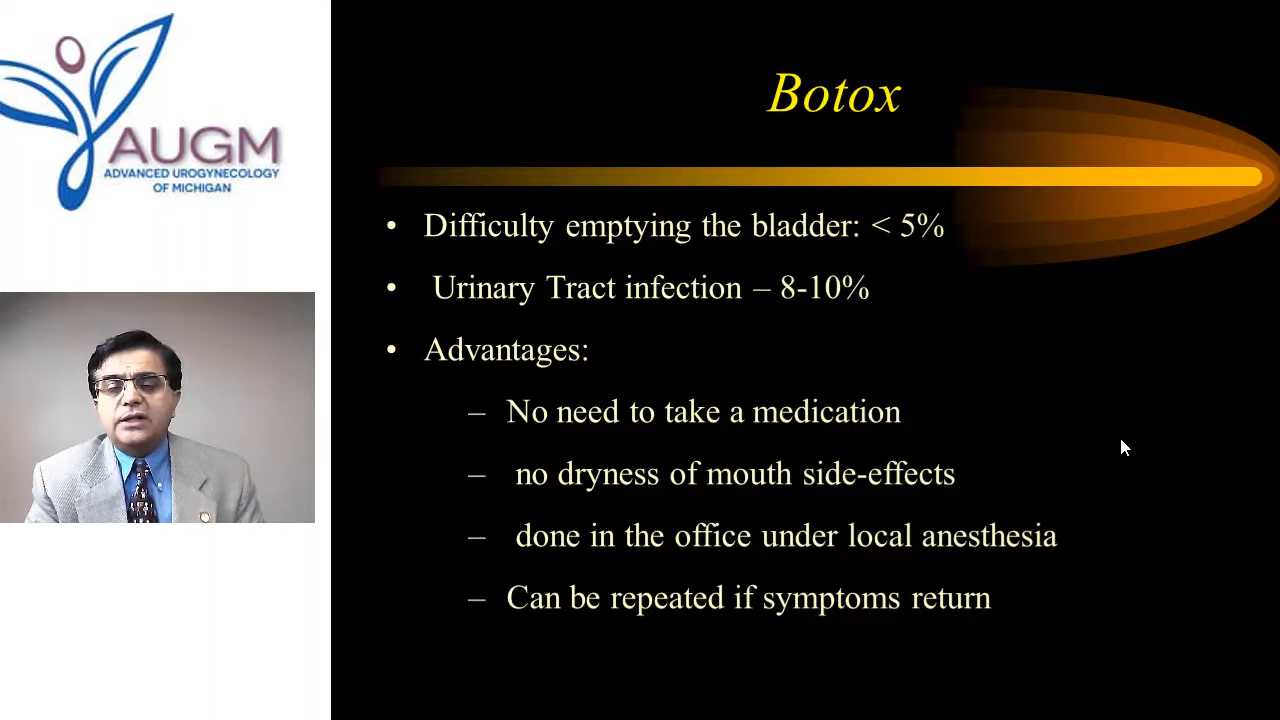 AUGM
ADVANCED UROGYNECOLOGY
OF MICHIGAN
Botox
• Difficulty emptying the bladder: < 5%
• Urinary Tract infection – 8-10%
• Advantages:
– No need to take a medication
– no dryness of mouth side-effects
– done in the office under local anesthesia
– Can be repeated if symptoms return